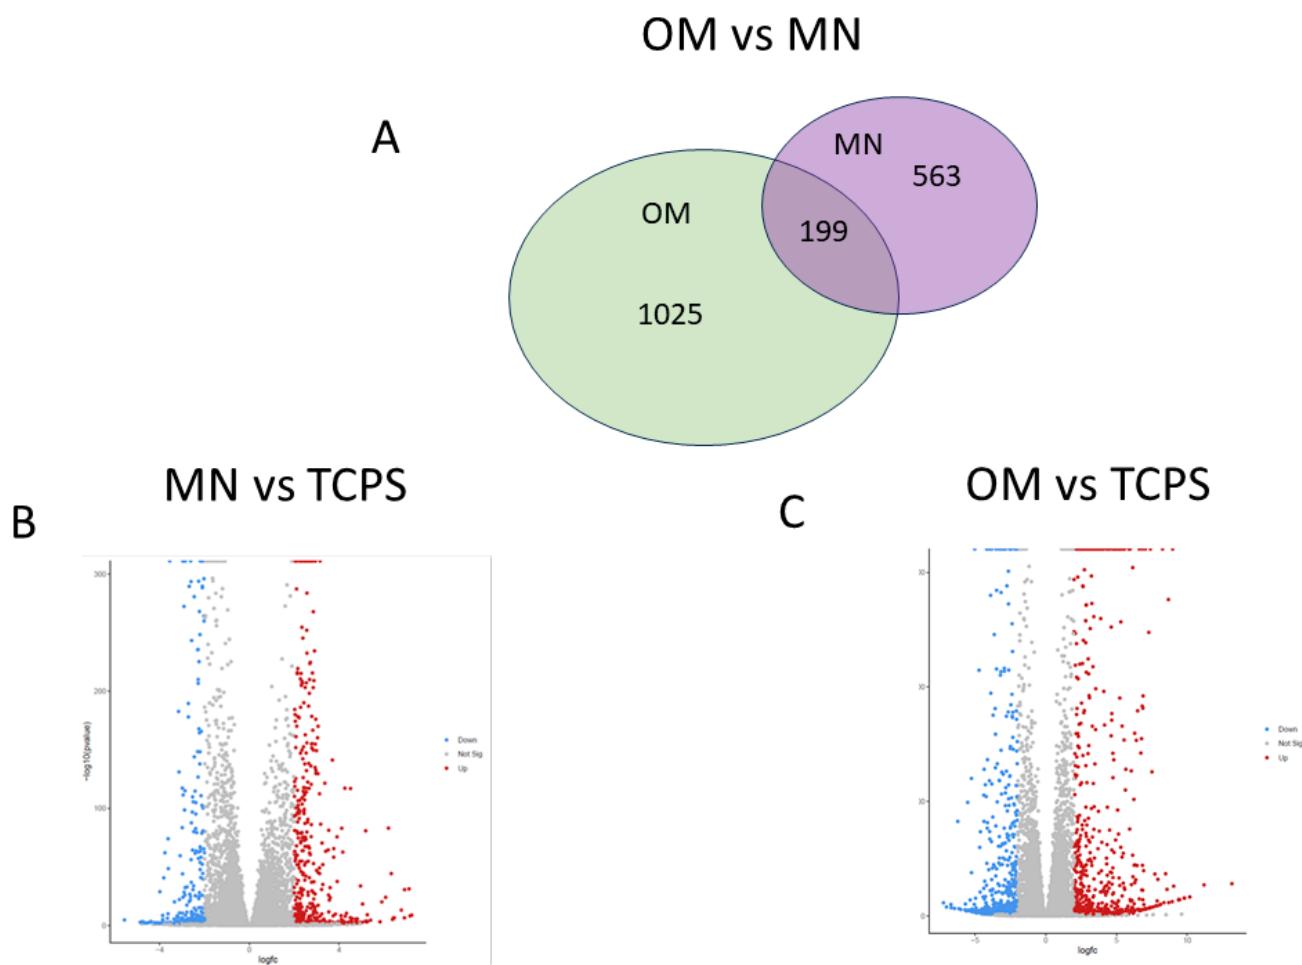 OM vs MN
A
MN
563
OM
199
1025
MN vs TCPS
B
300
200
100
0
-log10(pvalue)
-4
0
4
logfc
Down
Not Sig
Up
OM vs TCPS
C
0
-5
0
5
10
logfc
Down
Not Sig
Up